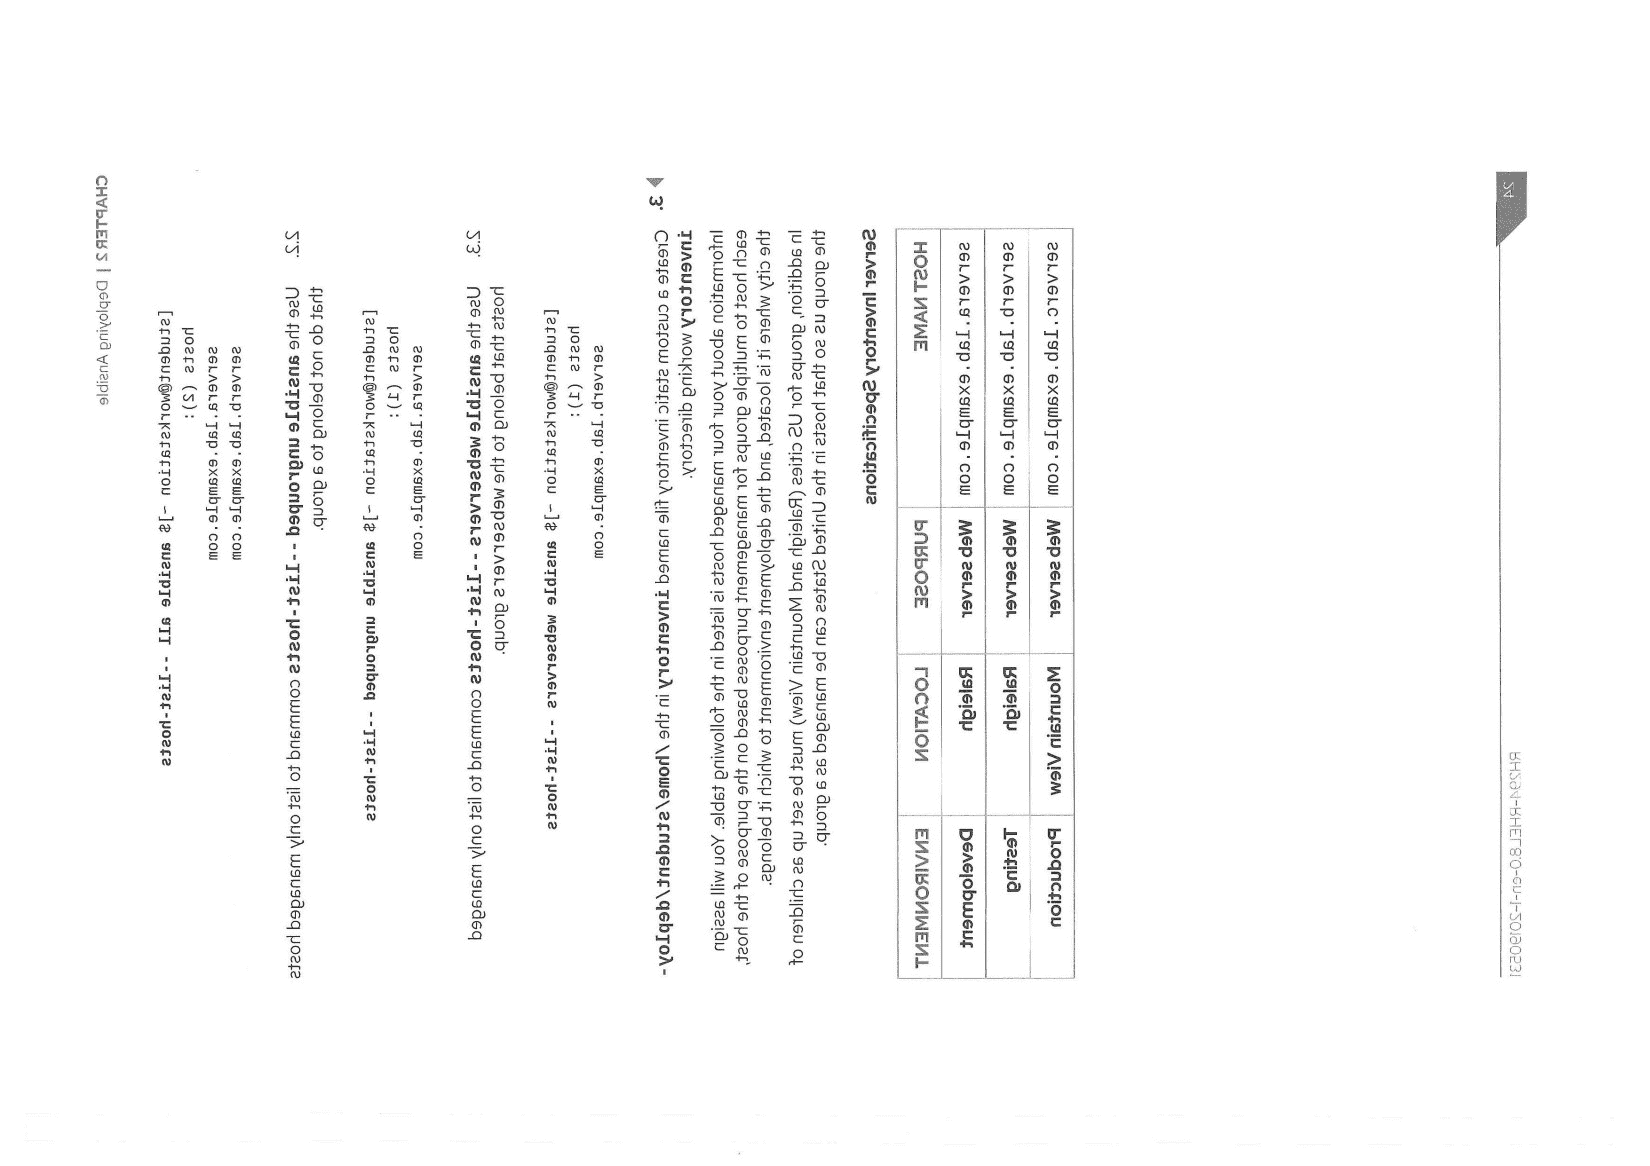 CHAPTER 2 | Deploying Ansible
[student@workstation ~]$ ansible all --list-hosts
hosts (2):
servera.lab.example.com
serverb.lab.example.com
2.2. Use the ansible ungrouped --list-hosts command to list only managed hosts
that do not belong to a group.
[student@workstation ~]$ ansible ungrouped --list-hosts
hosts (1):
servera.lab.example.com
2.3. Use the ansible webservers --list-hosts command to list only managed
hosts that belong to the webservers group.
[student@workstation ~]$ ansible webservers --list-hosts
hosts (1):
serverb.lab.example.com
3. Create a custom static inventory file named inventory in the /home/student/deploy-
inventory working directory.
Information about your four managed hosts is listed in the following table. You will assign
each host to multiple groups for management purposes based on the purpose of the host,
the city where it is located, and the deployment environment to which it belongs.
In addition, groups for US cities (Raleigh and Mountain View) must be set up as children of
the group us so that hosts in the United States can be managed as a group.
Server Inventory Specifications
HOST NAME PURPOSE LOCATION ENVIRONMENT
servera.lab.example.com Web server Raleigh Development
serverb.lab.example.com Web server Raleigh Testing
serverc.lab.example.com Web server Mountain View Production
24 RH294-RHEL8.0-en-1-20190531